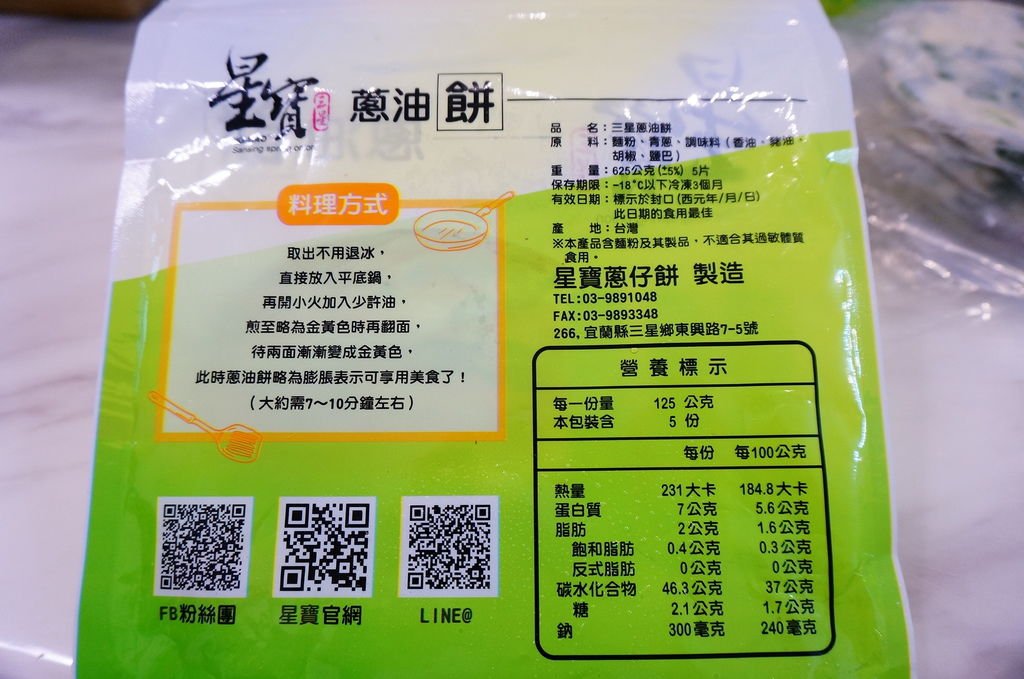 星寶
三星
Sansing spring onion
蔥油餅
料理方式
取出不用退冰，
直接放入平底鍋，
再開小火加入少許油，
煎至略為金黃色時再翻面，
待兩面漸漸變成金黃色，
此時蔥油餅略為膨脹表示可享用美食了！
（大約需7～10分鐘左右）
FB粉絲團
星寶官網
LINE@
品　　名：三星蔥油餅
原　　料：麵粉、青蔥、調味料（香油、豬油、
胡椒、鹽巴）
重　　量：625公克(±5%) 5片
保存期限：-18°C以下冷凍3個月
有效日期：標示於封口(西元年/月/日)
此日期的食用最佳
產　　地：台灣
※本產品含麵粉及其製品，不適合其過敏體質
食用。
星寶蔥仔餅 製造
TEL:03-9891048
FAX:03-9893348
266,宜蘭縣三星鄉東興路7-5號
營養標示
每一份量 125 公克
本包裝含 5 份
每份 每100公克
熱量 231大卡 184.8大卡
蛋白質 7公克 5.6公克
脂肪 2公克 1.6公克
飽和脂肪 0.4公克 0.3公克
反式脂肪 0公克 0公克
碳水化合物 46.3公克 37公克
糖 2.1公克 1.7公克
鈉 300毫克 240毫克